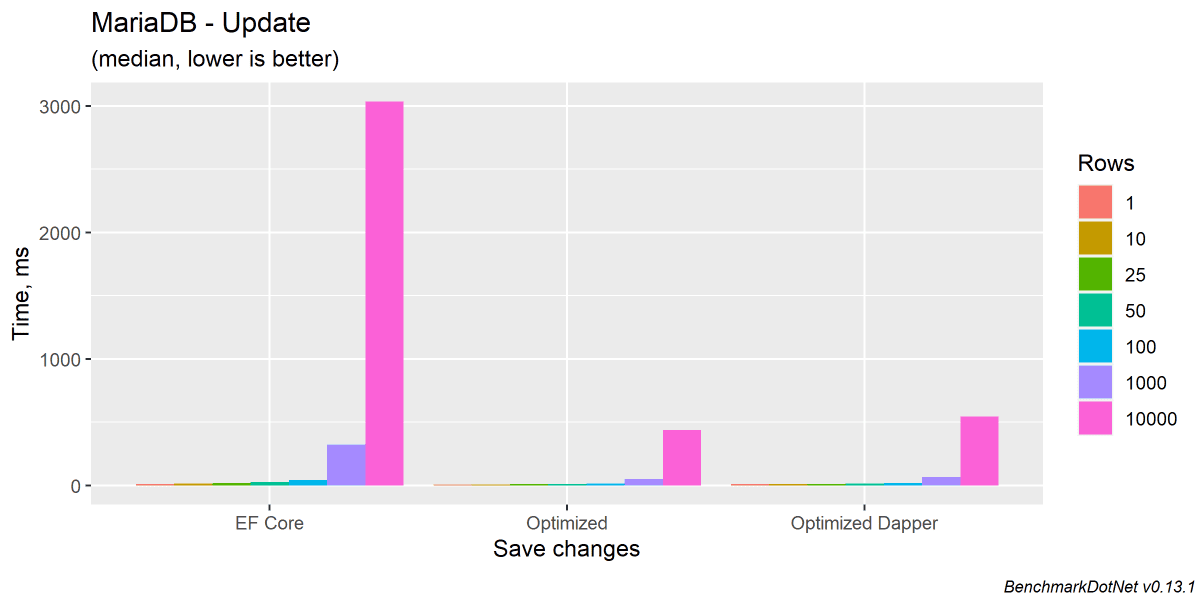 MariaDB - Update
(median, lower is better)
3000
2000
1000
0
Time, ms
EF Core
Optimized
Optimized Dapper
Save changes
Rows
1
10
25
50
100
1000
10000
BenchmarkDotNet v0.13.1